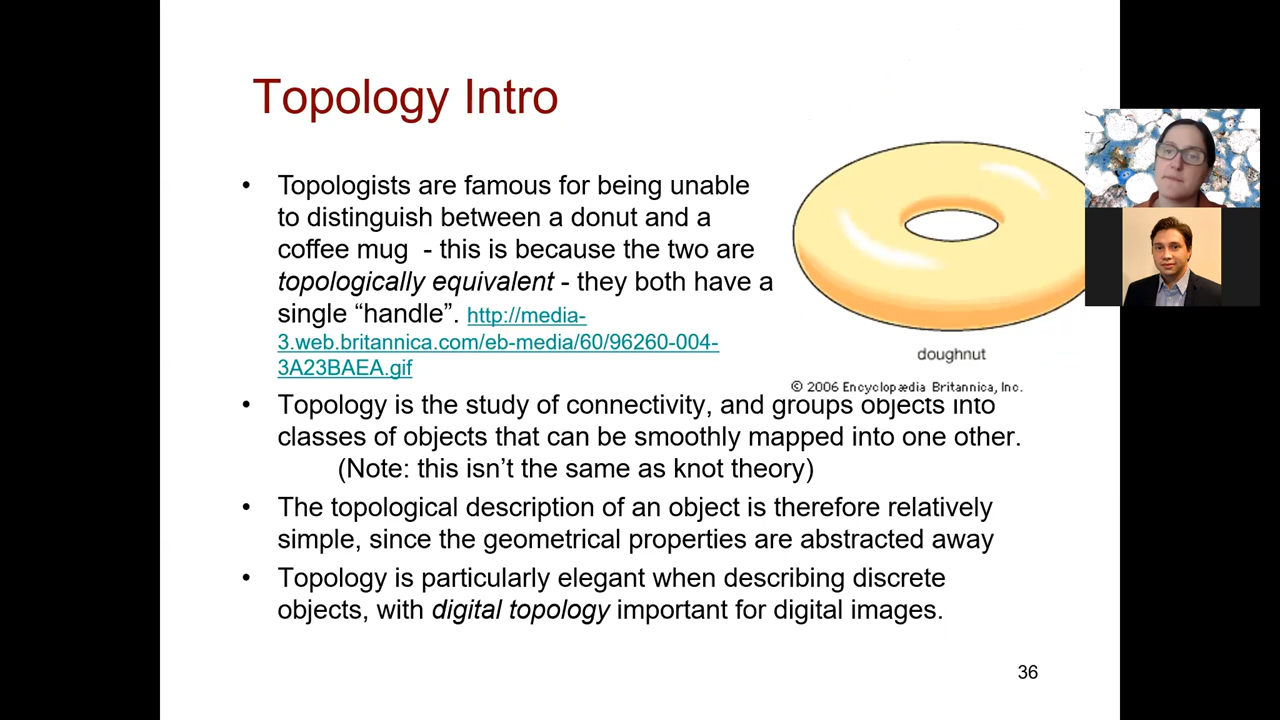 Topology Intro
• Topologists are famous for being unable
to distinguish between a donut and a
coffee mug - this is because the two are
topologically equivalent - they both have a
single “handle”. http://media-
3.web.britannica.com/eb-media/60/96260-004-
3A23BAEA.gif
doughnut
© 2006 Encyclopædia Britannica, Inc.
• Topology is the study of connectivity, and groups objects into
classes of objects that can be smoothly mapped into one other.
(Note: this isn’t the same as knot theory)
• The topological description of an object is therefore relatively
simple, since the geometrical properties are abstracted away
• Topology is particularly elegant when describing discrete
objects, with digital topology important for digital images.
36